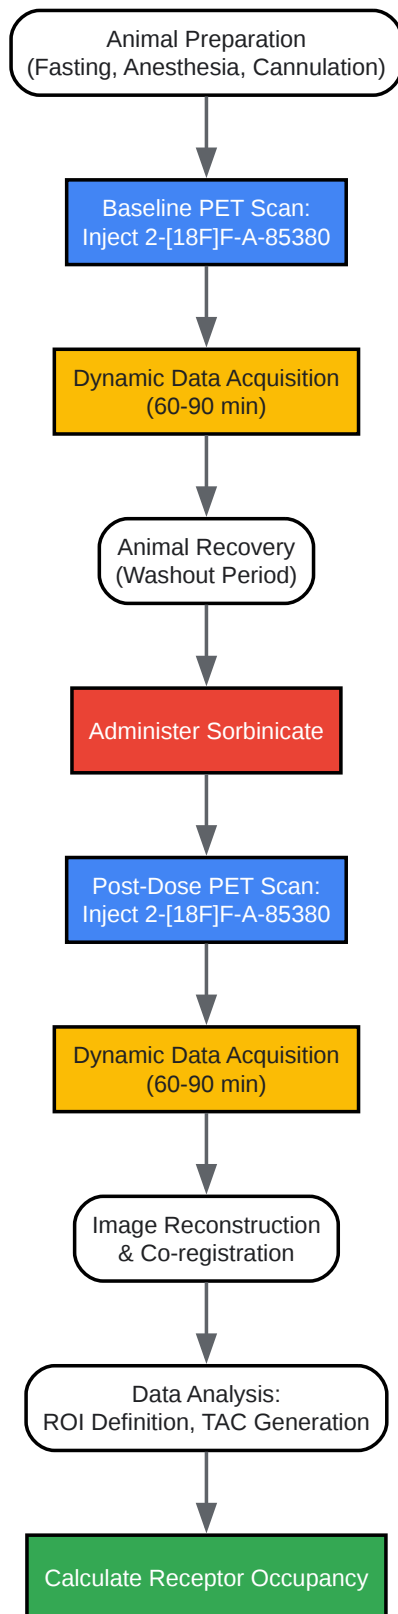 Animal Preparation
(Fasting, Anesthesia, Cannulation)
Baseline PET Scan:
Inject 2-[18F]F-A-85380
Dynamic Data Acquisition
(60-90 min)
Animal Recovery
(Washout Period)
Administer Sorbinicate
Post-Dose PET Scan:
Inject 2-[18F]F-A-85380
Dynamic Data Acquisition
(60-90 min)
Image Reconstruction
& Co-registration
Data Analysis:
ROI Definition, TAC Generation
Calculate Receptor Occupancy